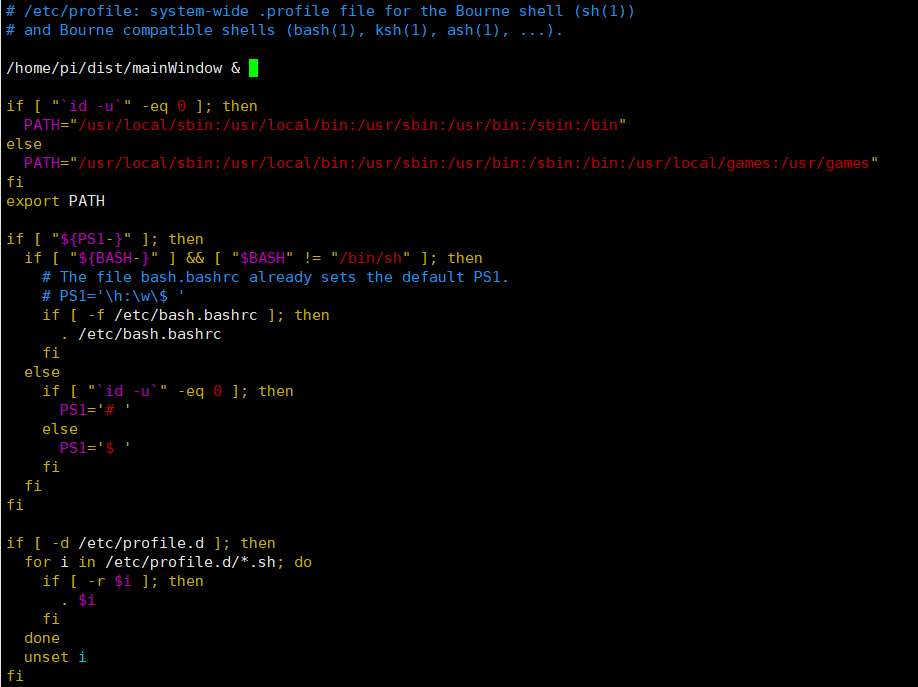 # /etc/profile: system-wide .profile file for the Bourne shell (sh(1))
# and Bourne compatible shells (bash(1), ksh(1), ash(1), ...).

/home/pi/dist/mainWindow &

if [ "`id -u`" -eq 0 ]; then
  PATH="/usr/local/sbin:/usr/local/bin:/usr/sbin:/usr/bin:/sbin:/bin"
else
  PATH="/usr/local/sbin:/usr/local/bin:/usr/sbin:/usr/bin:/sbin:/bin:/usr/local/games:/usr/games"
fi
export PATH

if [ "${PS1-}" ]; then
  if [ "${BASH-}" ] && [ "$BASH" != "/bin/sh" ]; then
    # The file bash.bashrc already sets the default PS1.
    # PS1='\h:\w\$ '
    if [ -f /etc/bash.bashrc ]; then
      . /etc/bash.bashrc
    fi
  else
    if [ "`id -u`" -eq 0 ]; then
      PS1='# '
    else
      PS1='$ '
    fi
  fi
fi

if [ -d /etc/profile.d ]; then
  for i in /etc/profile.d/*.sh; do
    if [ -r $i ]; then
      . $i
    fi
  done
  unset i
fi